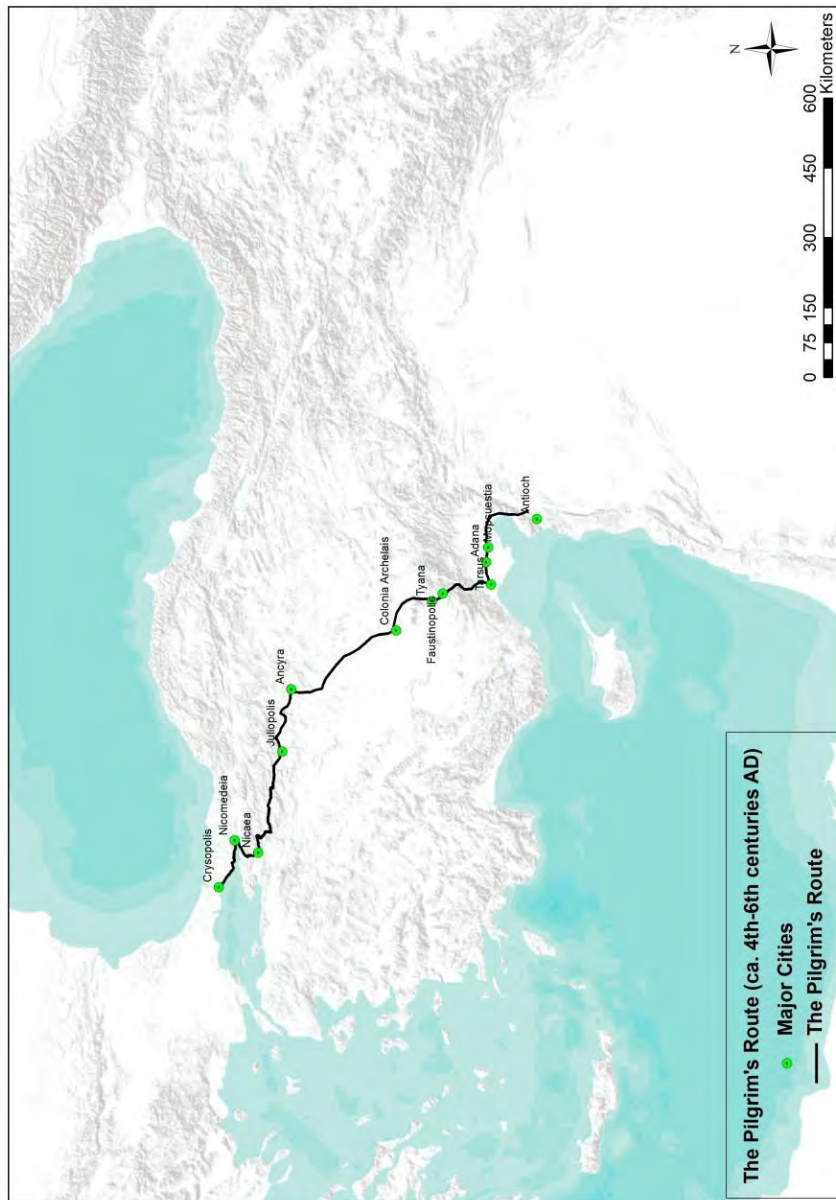 Crysopolis
Nicomedeia
Nicaea
Juliopolis
Ancyra
Colonia Archelais
Tyana
Faustinopolis
Tarsus
Adana
Mopsuestia
Antioch
N
0 75 150 300 450 600
Kilometers
The Pilgrim's Route (ca. 4th-6th centuries AD)
Major Cities
The Pilgrim's Route